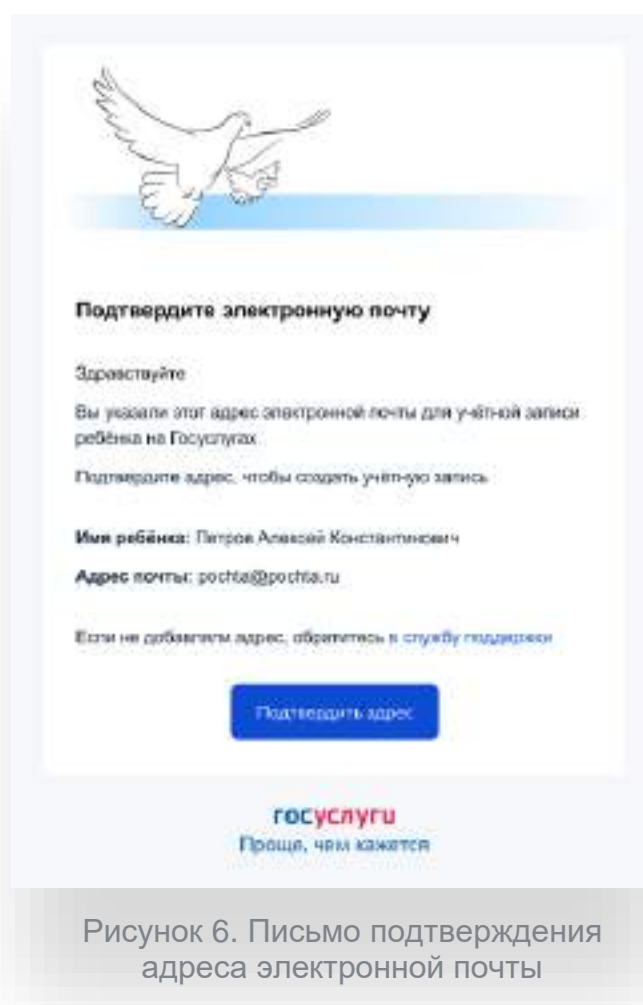 Подтвердите электронную почту
Здравствуйте
Вы указали этот адрес электронной почты для учётной записи
ребёнка на Госуслугах
Подтвердите адрес, чтобы создать учётную запись
Имя ребёнка: Петров Алексей Константинович
Адрес почты: pochta@pochta.ru
Если не добавляли адрес, обратитесь в службу поддержки
Подтвердить адрес
госуслуги
Проще, чем кажется
Рисунок 6. Письмо подтверждения
адреса электронной почты